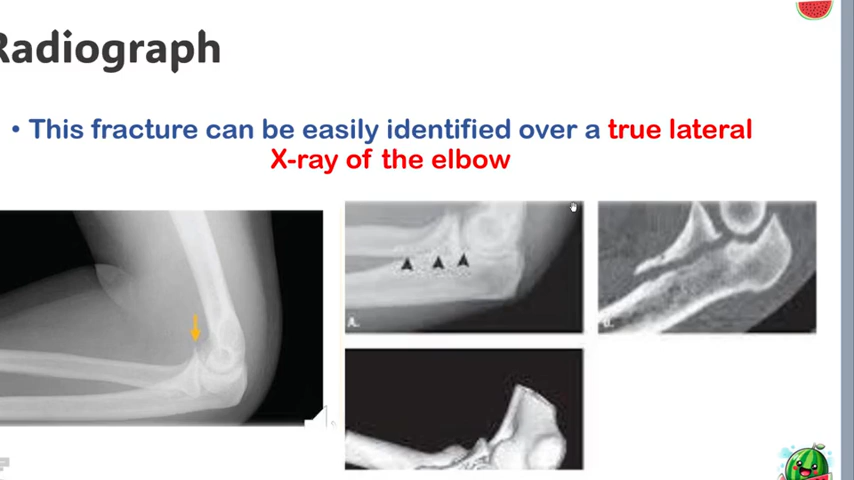 Radiograph
• This fracture can be easily identified over a true lateral
X-ray of the elbow
A.